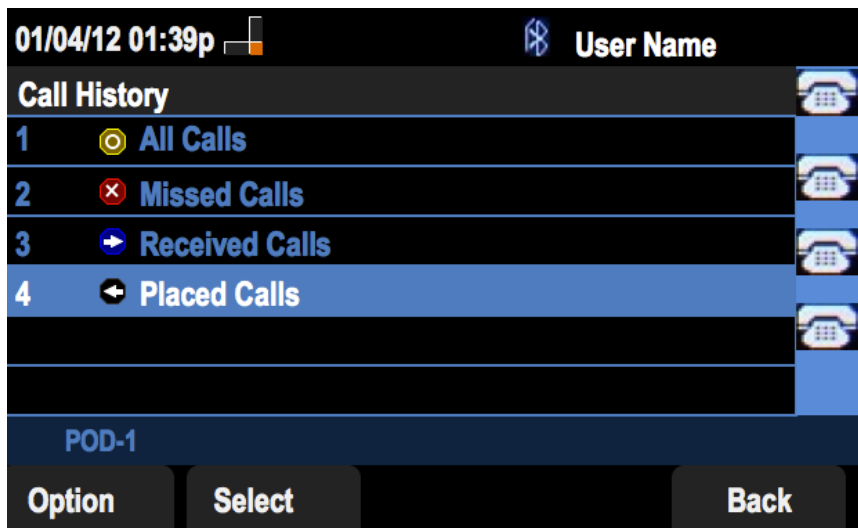 01/04/12 01:39p User Name
Call History
1 All Calls
2 Missed Calls
3 Received Calls
4 Placed Calls
POD-1
Option Select Back